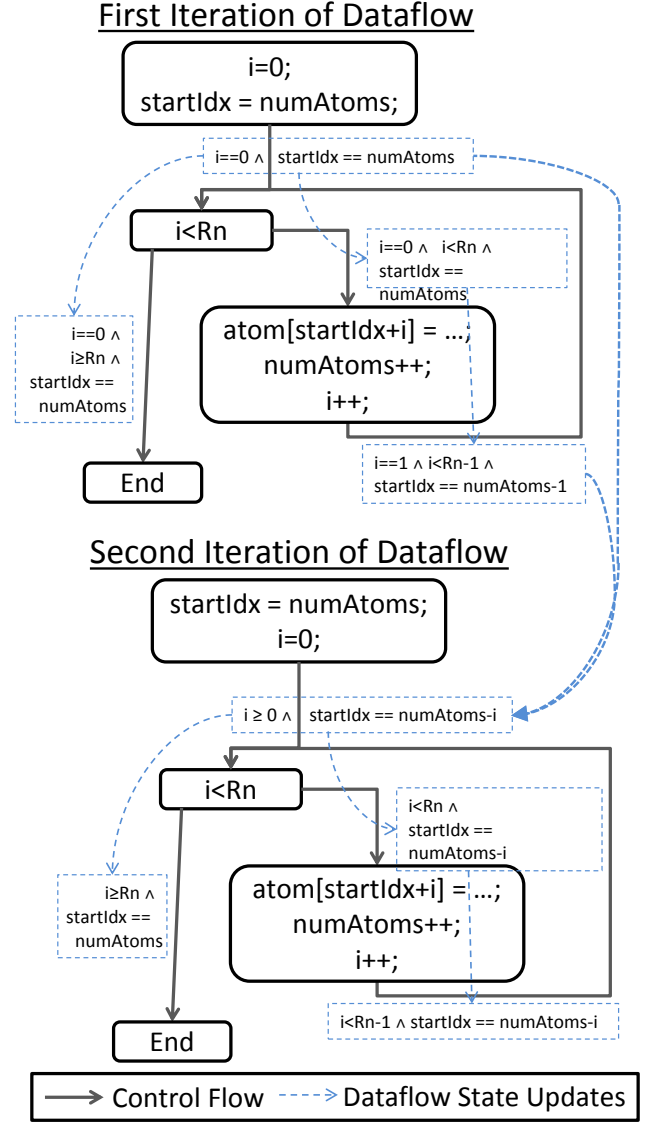 First Iteration of Dataflow
i=0;
startIdx = numAtoms;
i==0 ∧ startIdx == numAtoms
i<Rn
i==0 ∧ i<Rn ∧
startIdx ==
numAtoms
i==0 ∧
i≥Rn ∧
startIdx ==
numAtoms
atom[startIdx+i] = ...;
numAtoms++;
i++;
i==1 ∧ i<Rn-1 ∧
startIdx == numAtoms-1
End
Second Iteration of Dataflow
startIdx = numAtoms;
i=0;
i ≥ 0 ∧ startIdx == numAtoms-i
i<Rn
i<Rn ∧
startIdx ==
numAtoms-i
i≥Rn ∧
startIdx ==
numAtoms
atom[startIdx+i] = ...;
numAtoms++;
i++;
i<Rn-1 ∧ startIdx == numAtoms-i
End
Control Flow
Dataflow State Updates